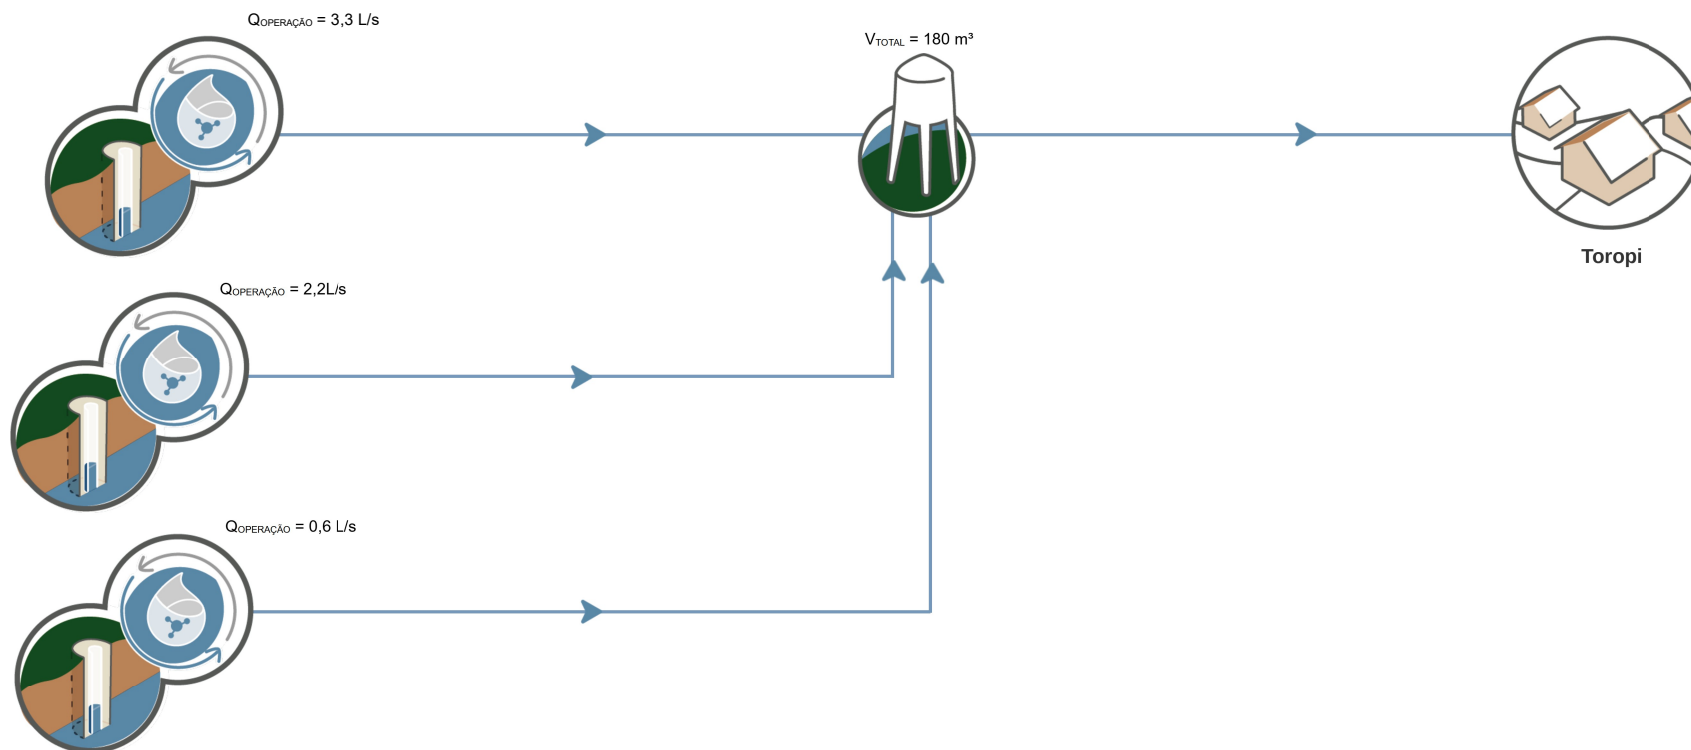 QOPERAÇÃO = 3,3 L/s
VTOTAL = 180 m³
Toropi
QOPERAÇÃO = 2,2L/s
QOPERAÇÃO = 0,6 L/s